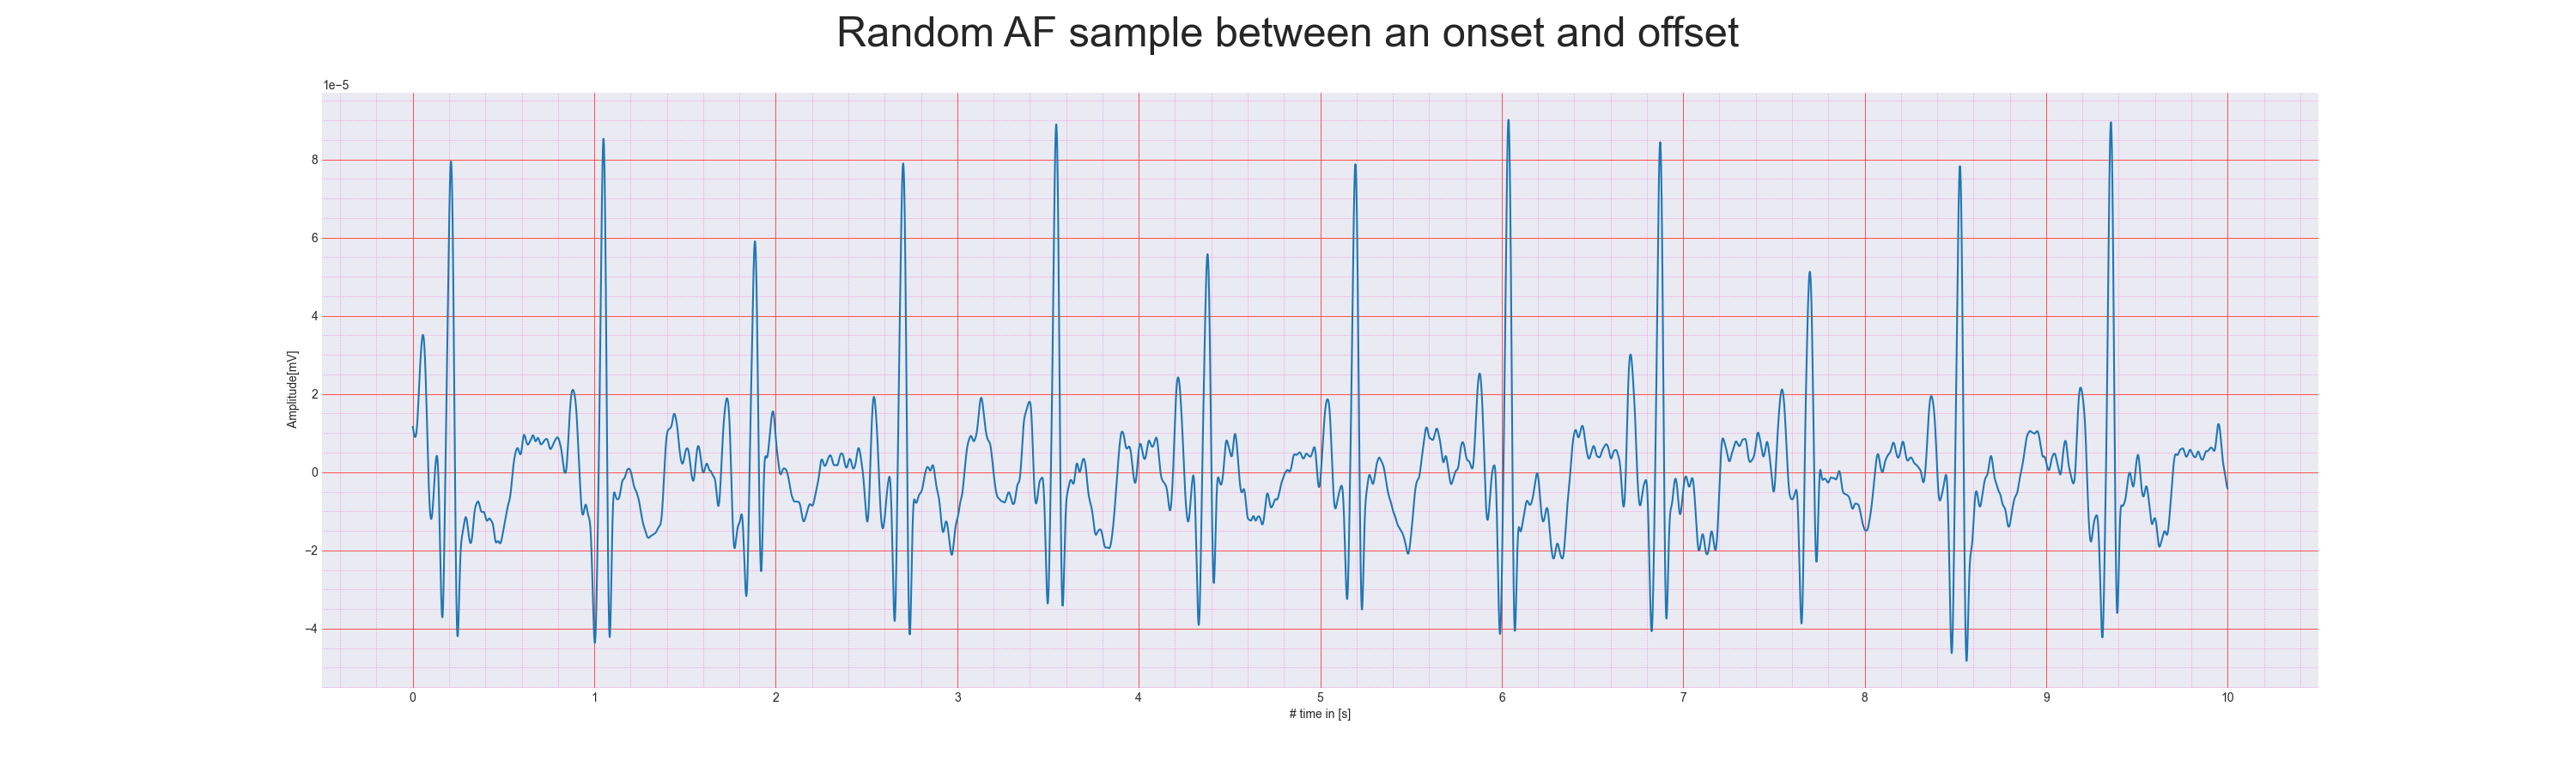 Random AF sample between an onset and offset
1e−5
8
6
4
2
0
−2
−4
Amplitude[mV]
0 1 2 3 4 5 6 7 8 9 10
# time in [s]